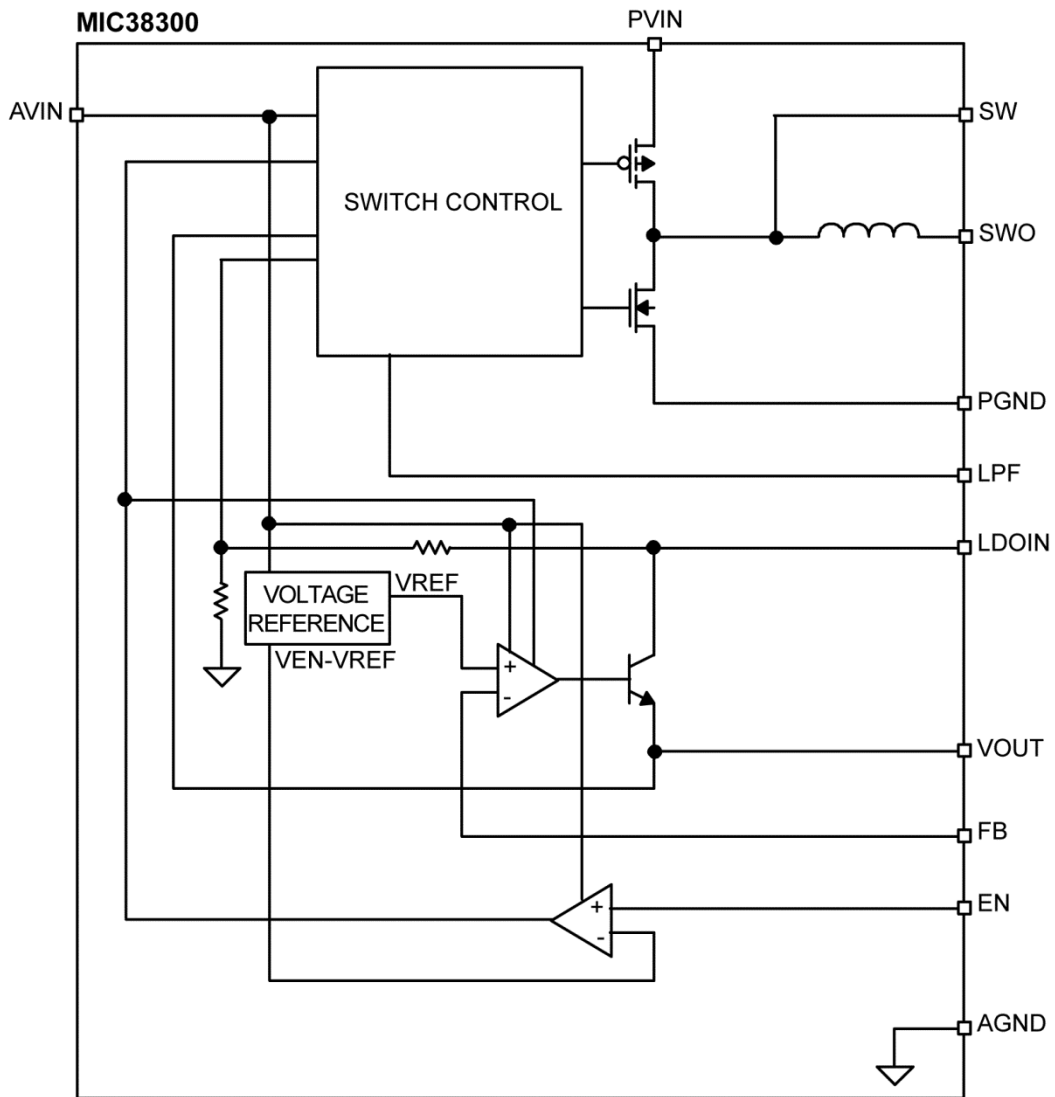 MIC38300
PVIN
AVIN
SW
SWITCH CONTROL
SWO
PGND
LPF
LDOIN
VOLTAGE
REFERENCE
VREF
VEN-VREF
+
-
VOUT
FB
+
-
EN
AGND